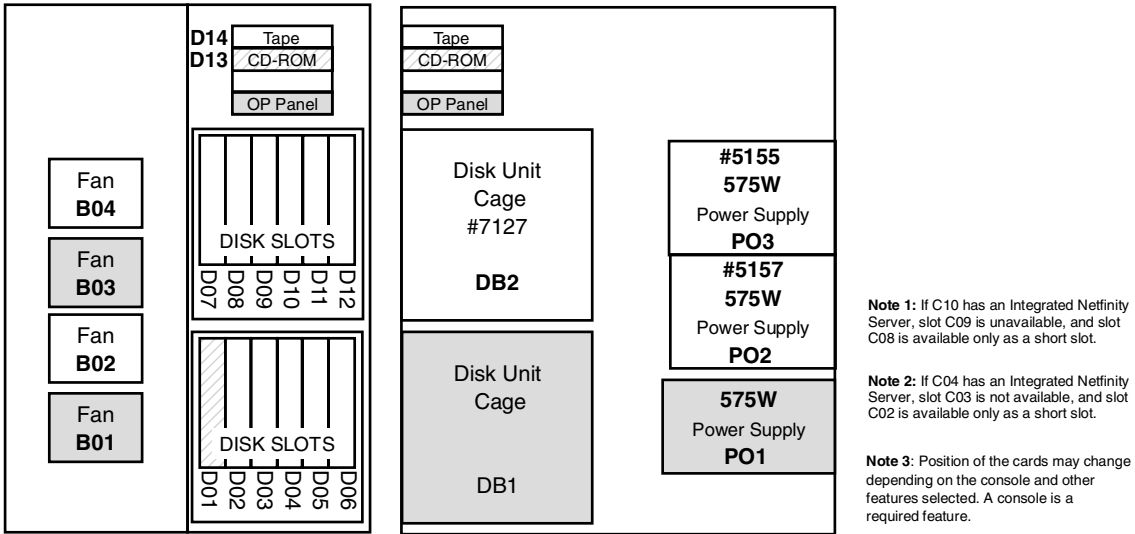 D14 Tape
D13 CD-ROM
OP Panel
Fan
B04
Fan
B03
Fan
B02
Fan
B01
DISK SLOTS
D07 D08 D09 D10 D11 D12
DISK SLOTS
D01 D02 D03 D04 D05 D06
Tape
CD-ROM
OP Panel
Disk Unit
Cage
#7127
DB2
Disk Unit
Cage
DB1
#5155
575W
Power Supply
PO3
#5157
575W
Power Supply
PO2
575W
Power Supply
PO1
Note 1: If C10 has an Integrated Netfinity
Server, slot C09 is unavailable, and slot
C08 is available only as a short slot.
Note 2: If C04 has an Integrated Netfinity
Server, slot C03 is not available, and slot
C02 is available only as a short slot.
Note 3: Position of the cards may change
depending on the console and other
features selected. A console is a
required feature.